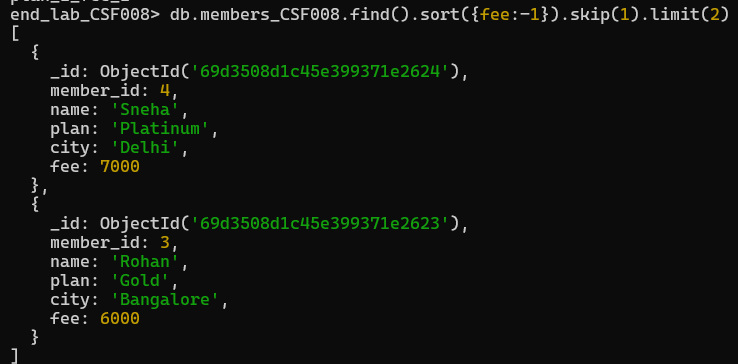 end_lab_CSF008> db.members_CSF008.find().sort({fee:-1}).skip(1).limit(2)
[
  {
    _id: ObjectId('69d3508d1c45e399371e2624'),
    member_id: 4,
    name: 'Sneha',
    plan: 'Platinum',
    city: 'Delhi',
    fee: 7000
  },
  {
    _id: ObjectId('69d3508d1c45e399371e2623'),
    member_id: 3,
    name: 'Rohan',
    plan: 'Gold',
    city: 'Bangalore',
    fee: 6000
  }
]